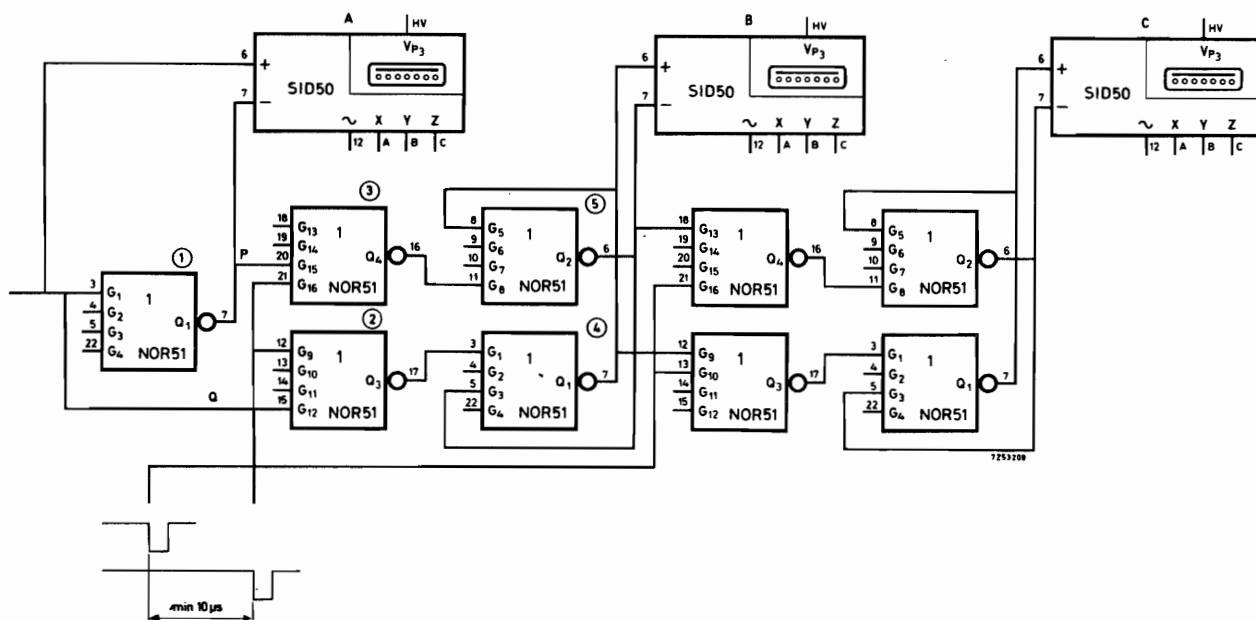 A
HV
VP3
6
+
7
−
SID50
∼ X Y Z
12 A B C
B
HV
VP3
6
+
7
−
SID50
∼ X Y Z
12 A B C
C
HV
VP3
6
+
7
−
SID50
∼ X Y Z
12 A B C
①
3 G1
4 G2
5 G3
22 G4
1
Q1
7
NOR51
P
Q
③
18 G13
19 G14
20 G15
21 G16
1
Q4
16
NOR51
②
12 G9
13 G10
14 G11
15 G12
1
Q3
17
NOR51
⑤
8 G5
9 G6
10 G7
11 G8
1
Q2
6
NOR51
④
3 G1
4 G2
5 G3
22 G4
1
Q1
7
NOR51
18 G13
19 G14
20 G15
21 G16
1
Q4
16
NOR51
12 G9
13 G10
14 G11
15 G12
1
Q3
17
NOR51
8 G5
9 G6
10 G7
11 G8
1
Q2
6
NOR51
3 G1
4 G2
5 G3
22 G4
1
Q1
7
NOR51
7253208
min 10 µs